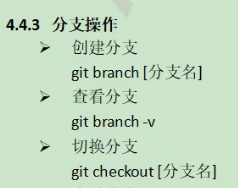 4.4.3 分支操作
➢ 创建分支
git branch [分支名]
➢ 查看分支
git branch -v
➢ 切换分支
git checkout [分支名]